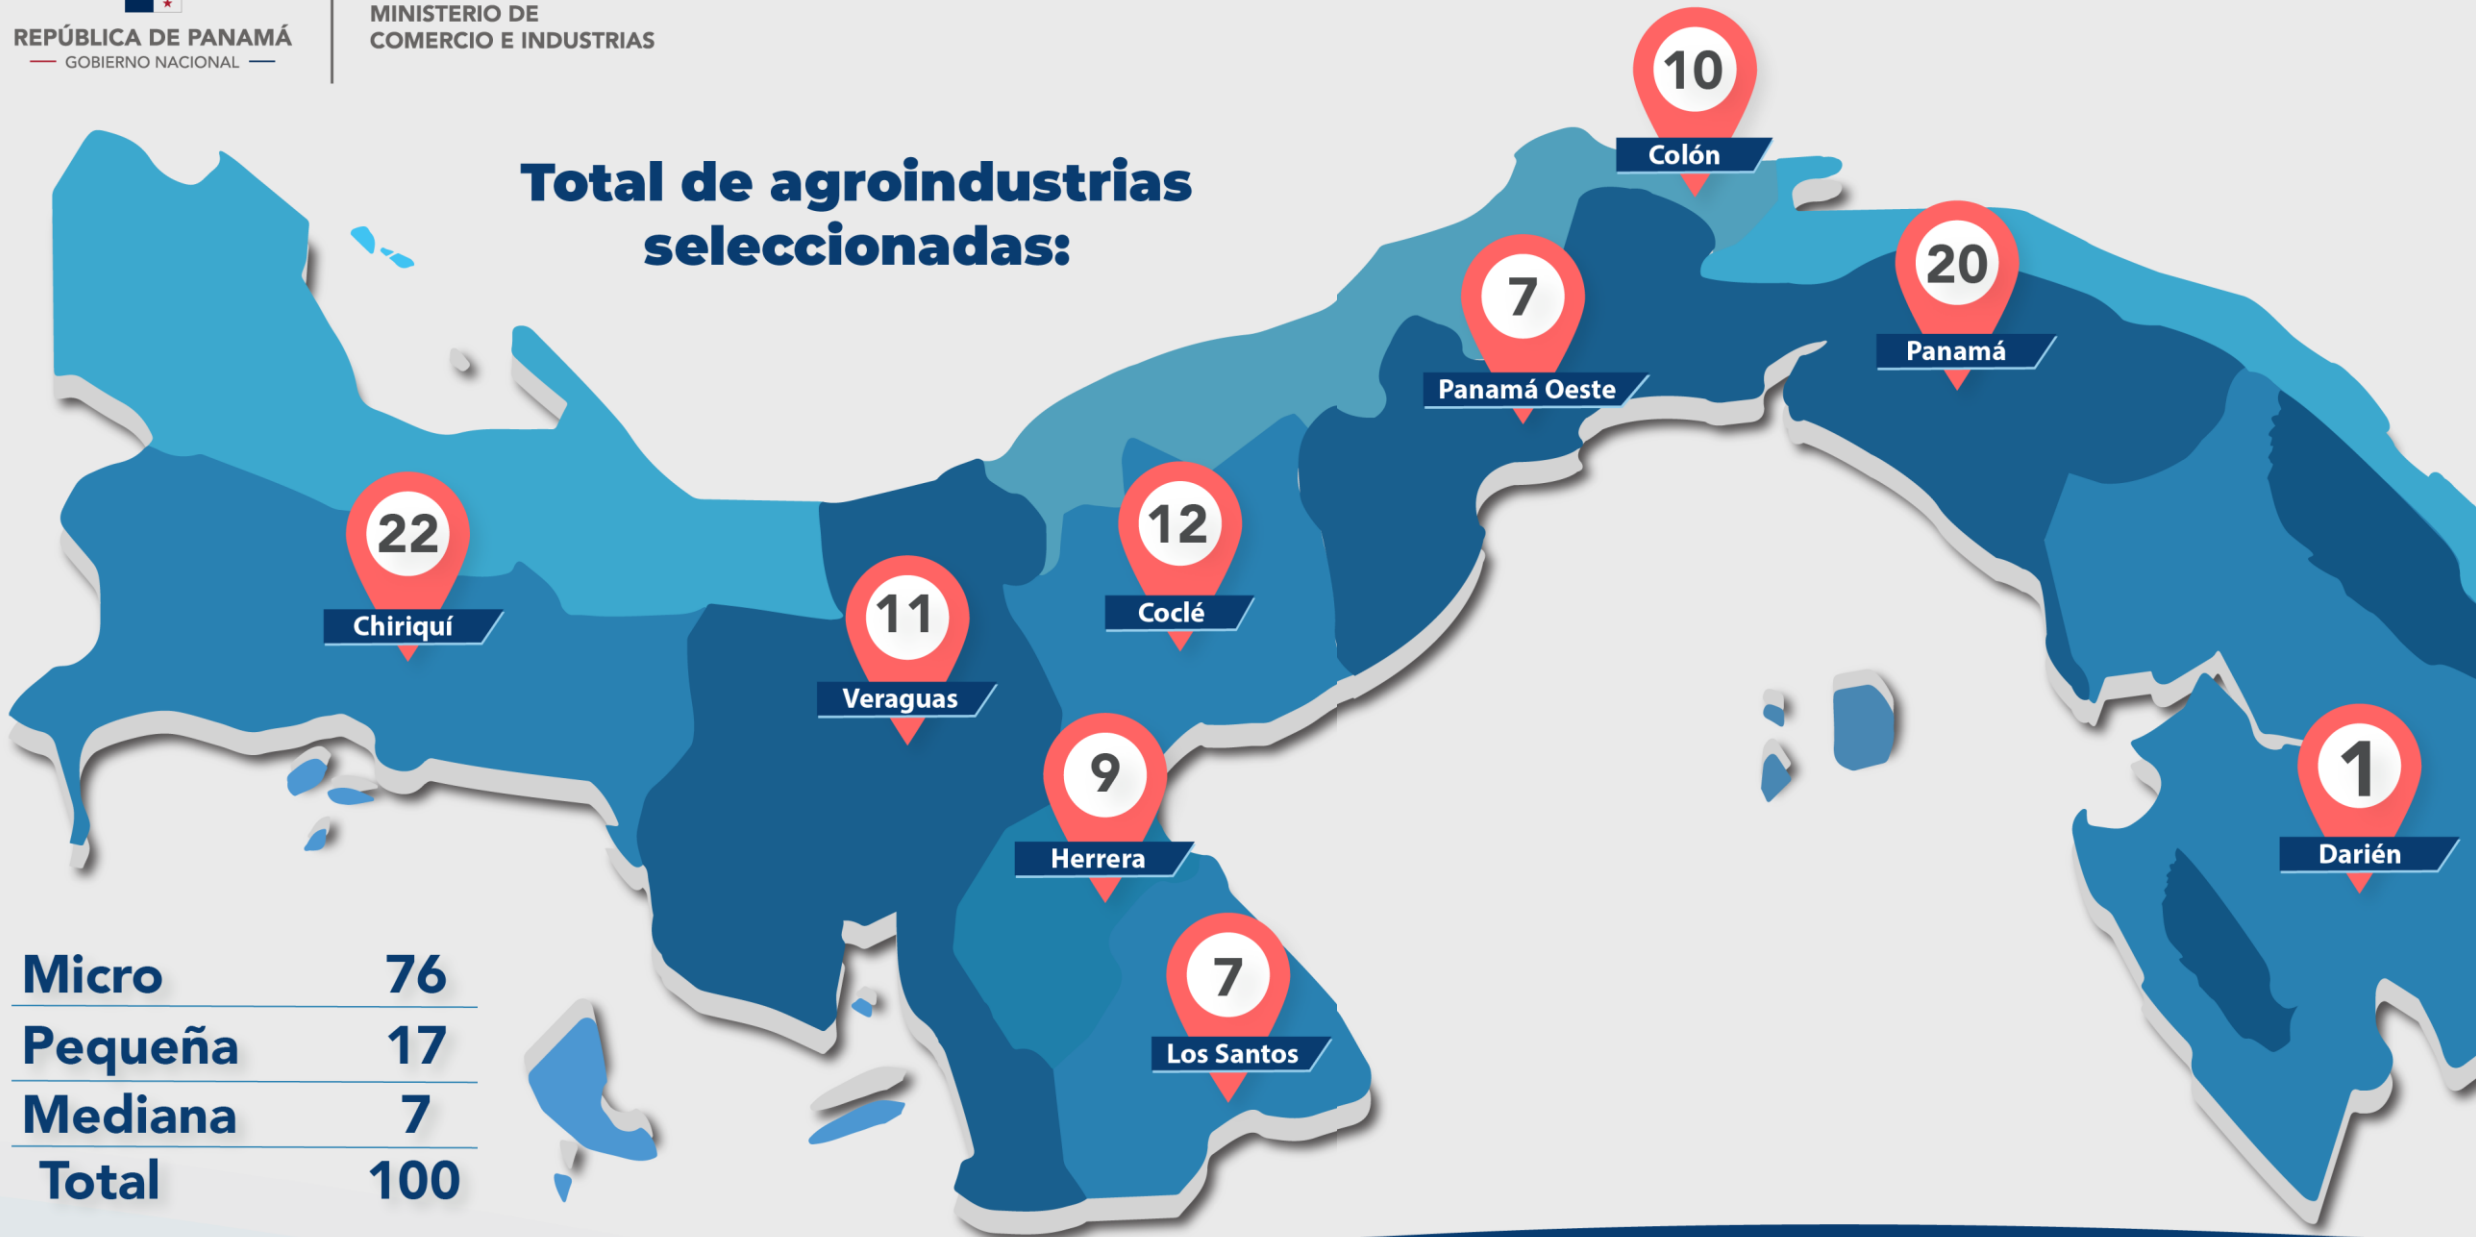 REPÚBLICA DE PANAMÁ
GOBIERNO NACIONAL
MINISTERIO DE
COMERCIO E INDUSTRIAS
Total de agroindustrias
seleccionadas:
10
Colón
20
Panamá
7
Panamá Oeste
12
Coclé
22
Chiriquí
11
Veraguas
9
Herrera
7
Los Santos
1
Darién
Micro 76
Pequeña 17
Mediana 7
Total 100